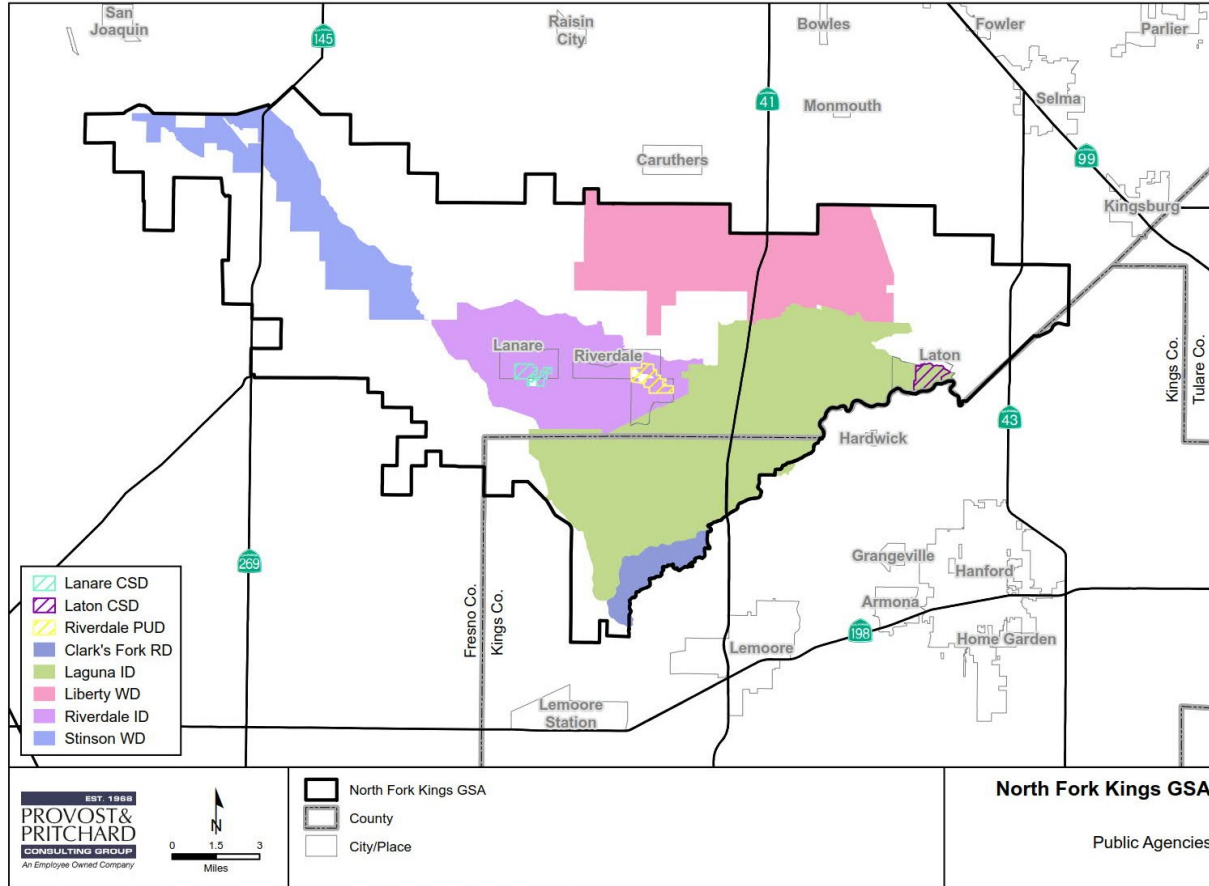 San
Joaquin
145
Raisin
City
Bowles
Fowler
Parlier
41
Monmouth
Selma
Caruthers
99
Kingsburg
Lanare
Riverdale
Laton
Kings Co.
Tulare Co.
Hardwick
43
269
Fresno Co.
Kings Co.
Grangeville
Hanford
Armona
198
Home Garden
Lemoore
Lemoore
Station
Lanare CSD
Laton CSD
Riverdale PUD
Clark's Fork RD
Laguna ID
Liberty WD
Riverdale ID
Stinson WD
EST. 1968
PROVOST&
PRITCHARD
CONSULTING GROUP
An Employee Owned Company
N
0 1.5 3
Miles
North Fork Kings GSA
County
City/Place
North Fork Kings GSA
Public Agencies